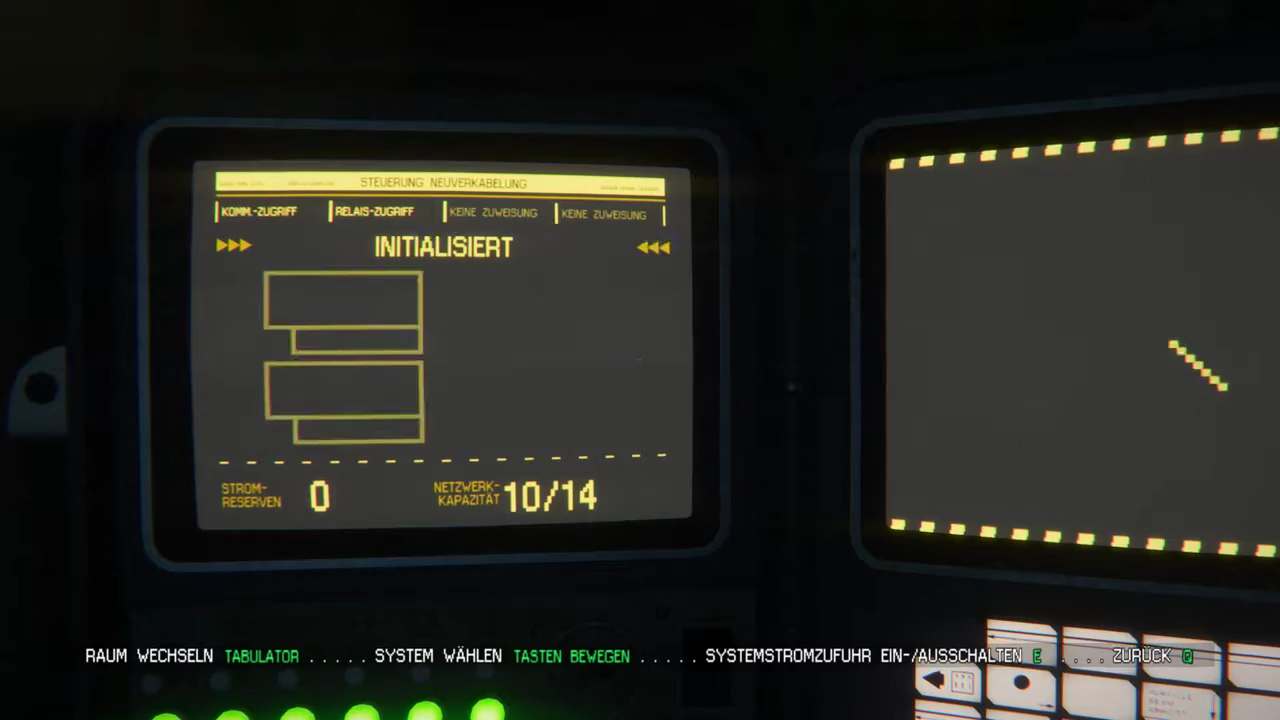 STEUERUNG NEUVERKABELUNG
KOMM.-ZUGRIFF RELAIS-ZUGRIFF KEINE ZUWEISUNG KEINE ZUWEISUNG
INITIALISIERT
STROM-
RESERVEN 0
NETZWERK-
KAPAZITÄT 10/14
RAUM WECHSELN TABULATOR ..... SYSTEM WÄHLEN TASTEN BEWEGEN ..... SYSTEMSTROMZUFUHR EIN-/AUSSCHALTEN E .... ZURÜCK Q